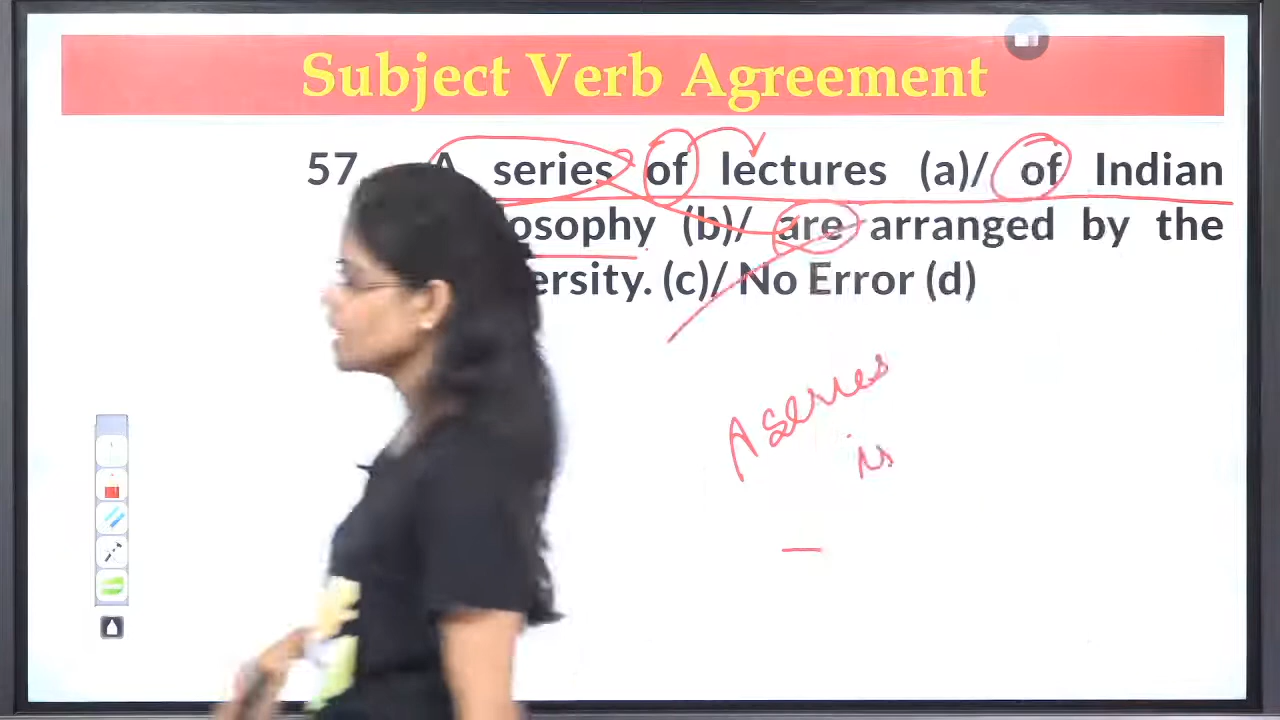 Subject Verb Agreement
57 A series of lectures (a)/ of Indian
osophy (b)/ are arranged by the
ersity. (c)/ No Error (d)
A series
is